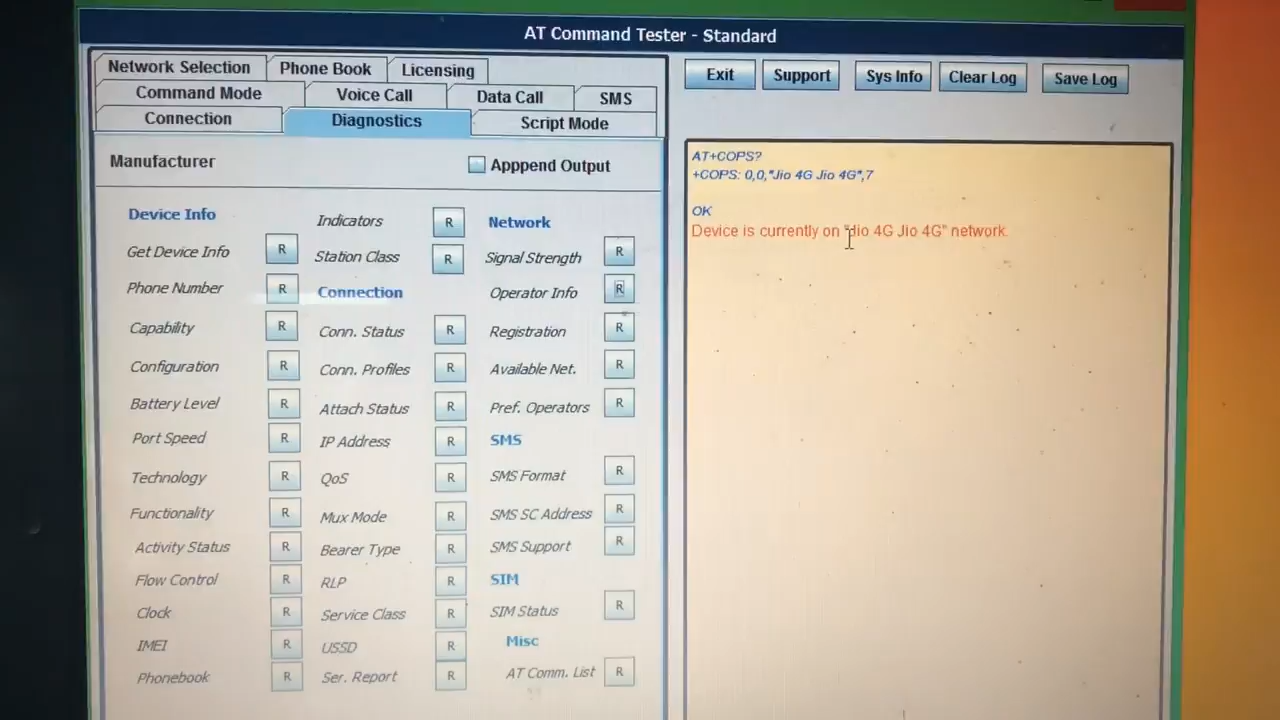 AT Command Tester - Standard
Network Selection
Phone Book
Licensing
Exit
Support
Sys Info
Clear Log
Save Log
Command Mode
Voice Call
Data Call
SMS
Connection
Diagnostics
Script Mode
Manufacturer
Apppend Output
Device Info
Get Device Info R
Phone Number R
Capability R
Configuration R
Battery Level R
Port Speed R
Technology R
Functionality R
Activity Status R
Flow Control R
Clock R
IMEI R
Phonebook R
Indicators R
Station Class R
Connection
Conn. Status R
Conn. Profiles R
Attach Status R
IP Address R
QoS R
Mux Mode R
Bearer Type R
RLP R
Service Class R
USSD R
Ser. Report R
Network
Signal Strength R
Operator Info R
Registration R
Available Net. R
Pref. Operators R
SMS
SMS Format R
SMS SC Address R
SMS Support R
SIM
SIM Status R
Misc
AT Comm. List R
AT+COPS?
+COPS: 0,0,"Jio 4G Jio 4G",7
OK
Device is currently on "Jio 4G Jio 4G" network.